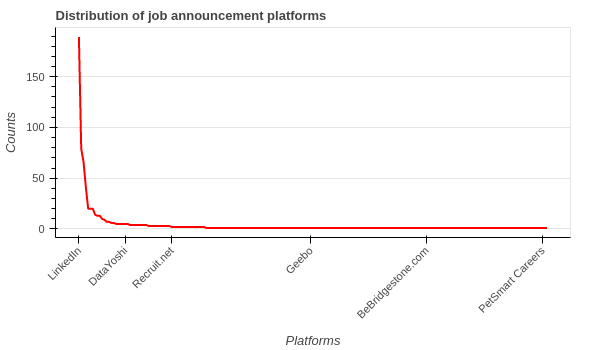 Distribution of job announcement platforms
Counts
150
100
50
0
LinkedIn
DataYoshi
Recruit.net
Geebo
BeBridgestone.com
PetSmart Careers
Platforms